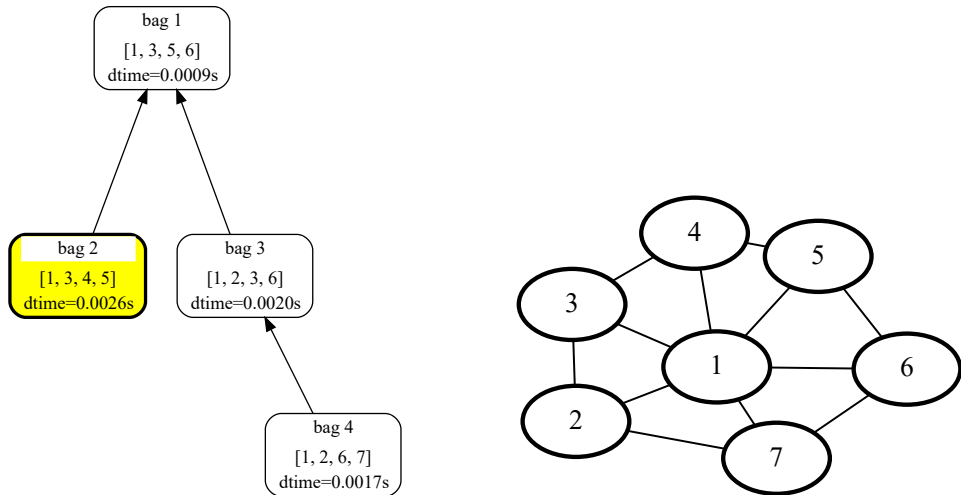 bag 1
[1, 3, 5, 6]
dtime=0.0009s
bag 2
[1, 3, 4, 5]
dtime=0.0026s
bag 3
[1, 2, 3, 6]
dtime=0.0020s
bag 4
[1, 2, 6, 7]
dtime=0.0017s
4
5
3
1
6
2
7